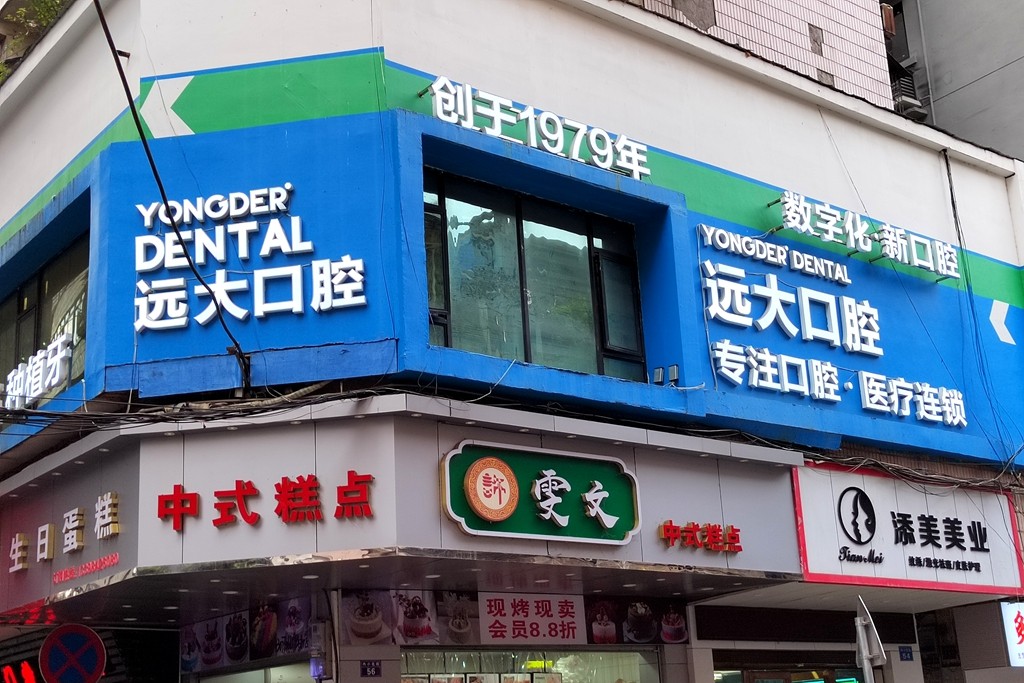 创于1979年
数字化·新口腔
YONGDER
DENTAL
远大口腔
YONGDER DENTAL
远大口腔
专注口腔·医疗连锁
种植牙
生日蛋糕
中式糕点
許
雯文
中式糕点
Tian Mei
添美美业
现烤现卖
会员8.8折
56